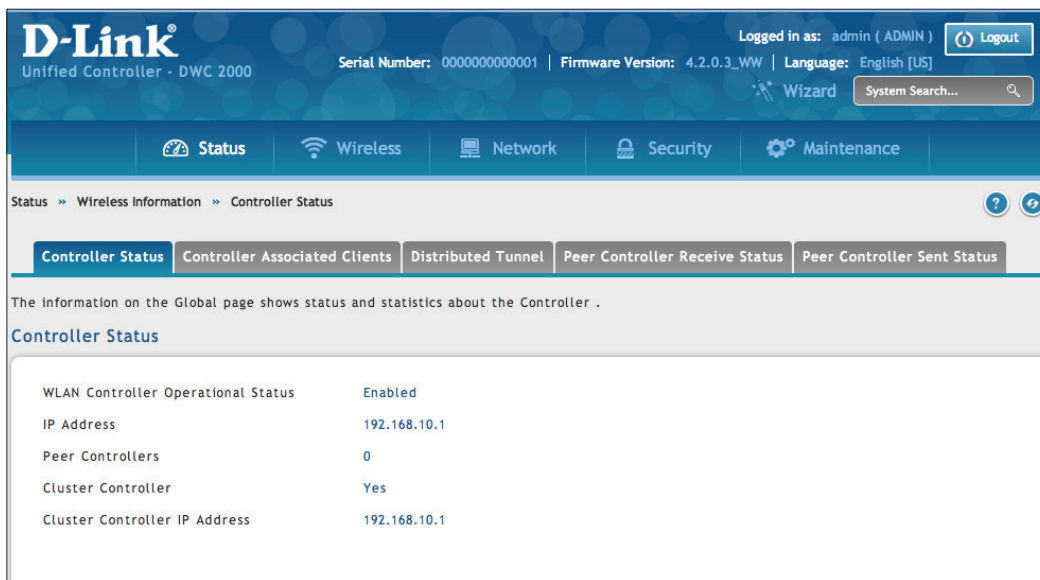 D-Link®
Unified Controller - DWC 2000
Logged in as: admin ( ADMIN ) Logout
Serial Number: 0000000000001 | Firmware Version: 4.2.0.3_WW | Language: English [US]
Wizard System Search...
Status Wireless Network Security Maintenance
Status » Wireless Information » Controller Status ?
Controller Status Controller Associated Clients Distributed Tunnel Peer Controller Receive Status Peer Controller Sent Status
The information on the Global page shows status and statistics about the Controller .
Controller Status
WLAN Controller Operational Status Enabled
IP Address 192.168.10.1
Peer Controllers 0
Cluster Controller Yes
Cluster Controller IP Address 192.168.10.1